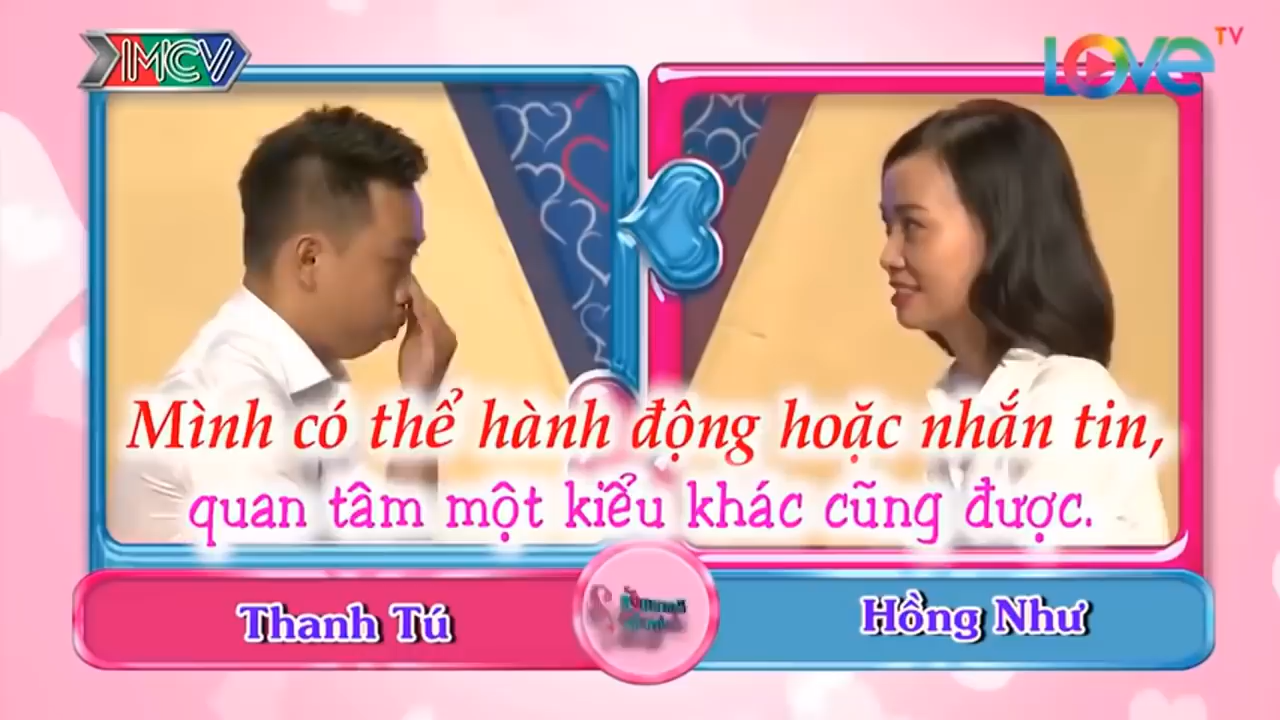 MCV
LOVE TV
Mình có thể hành động hoặc nhắn tin,
quan tâm một kiểu khác cũng được.
Thanh Tú
Hồng Như